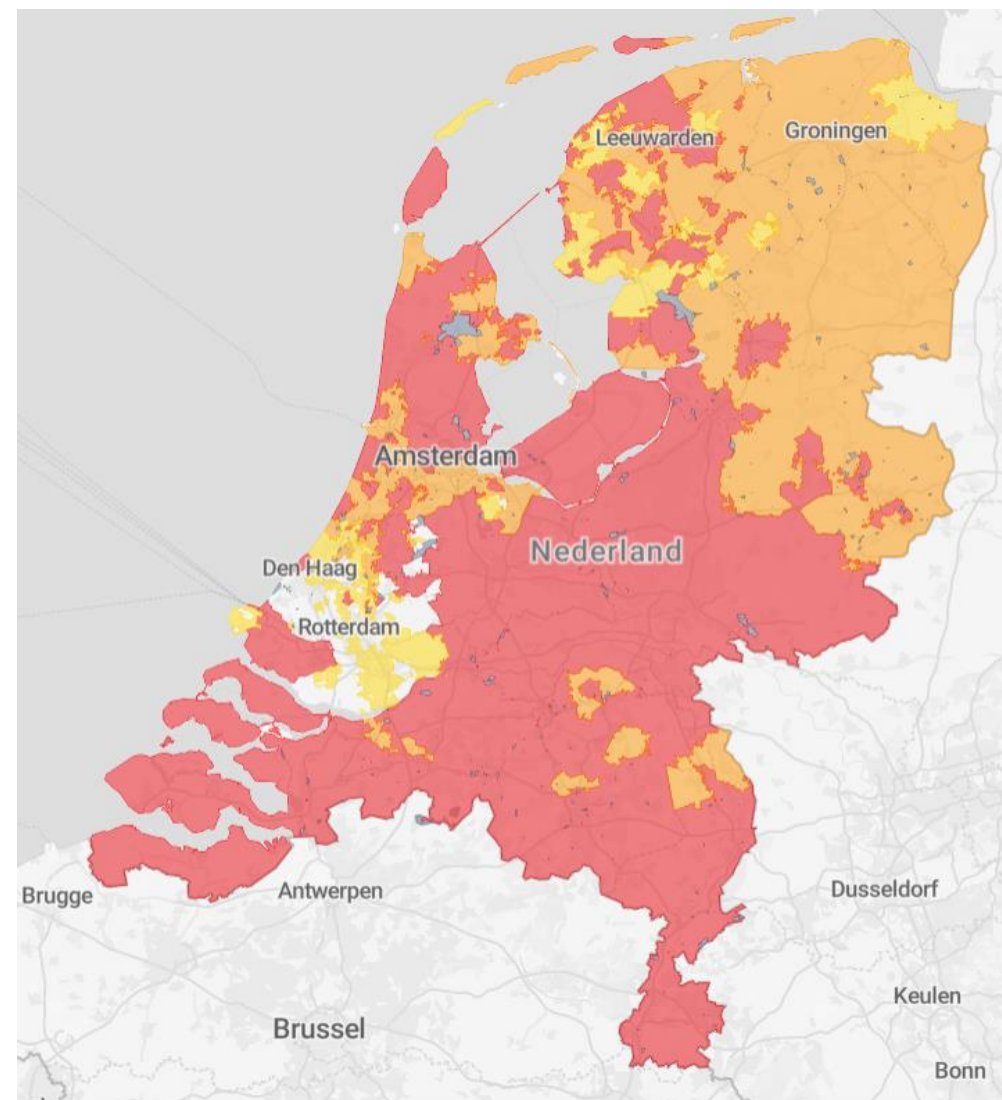 Leeuwarden
Groningen
Amsterdam
Nederland
Den Haag
Rotterdam
Brugge
Antwerpen
Dusseldorf
Keulen
Brussel
Bonn